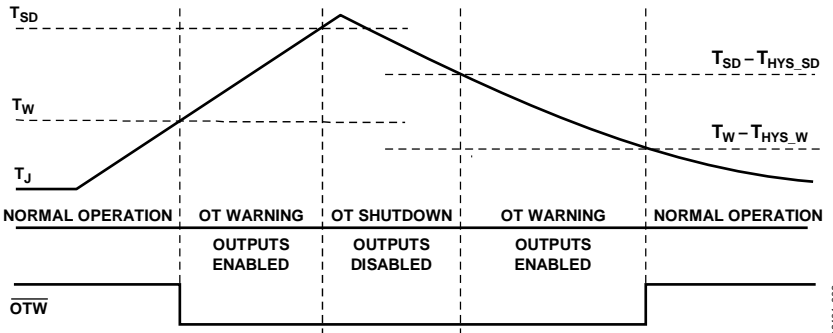 TSD
TSD – THYS_SD
TW
TW – THYS_W
TJ
NORMAL OPERATION OT WARNING OT SHUTDOWN OT WARNING NORMAL OPERATION
OUTPUTS ENABLED
OUTPUTS DISABLED
OUTPUTS ENABLED
OTW